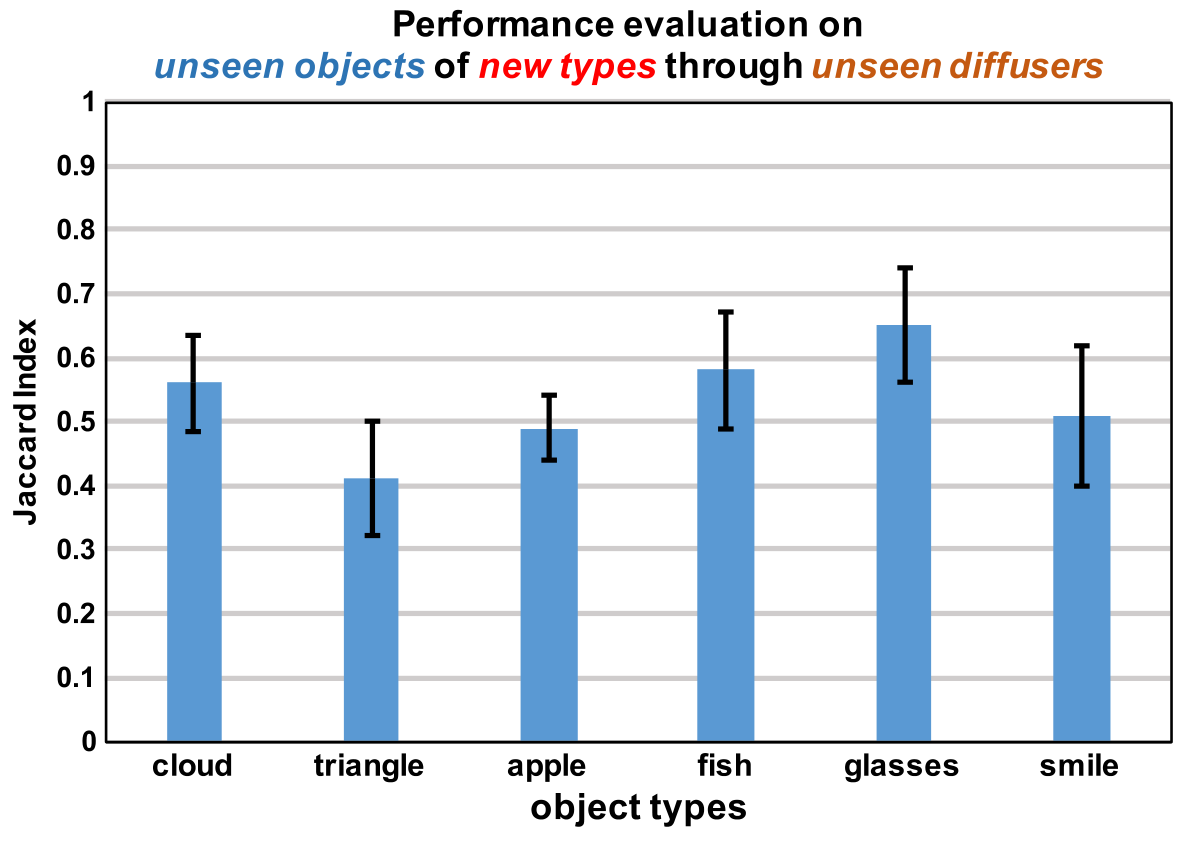 Performance evaluation on
unseen objects of new types through unseen diffusers
1
0.9
0.8
0.7
0.6
0.5
0.4
0.3
0.2
0.1
0
Jaccard Index
cloud triangle apple fish glasses smile
object types